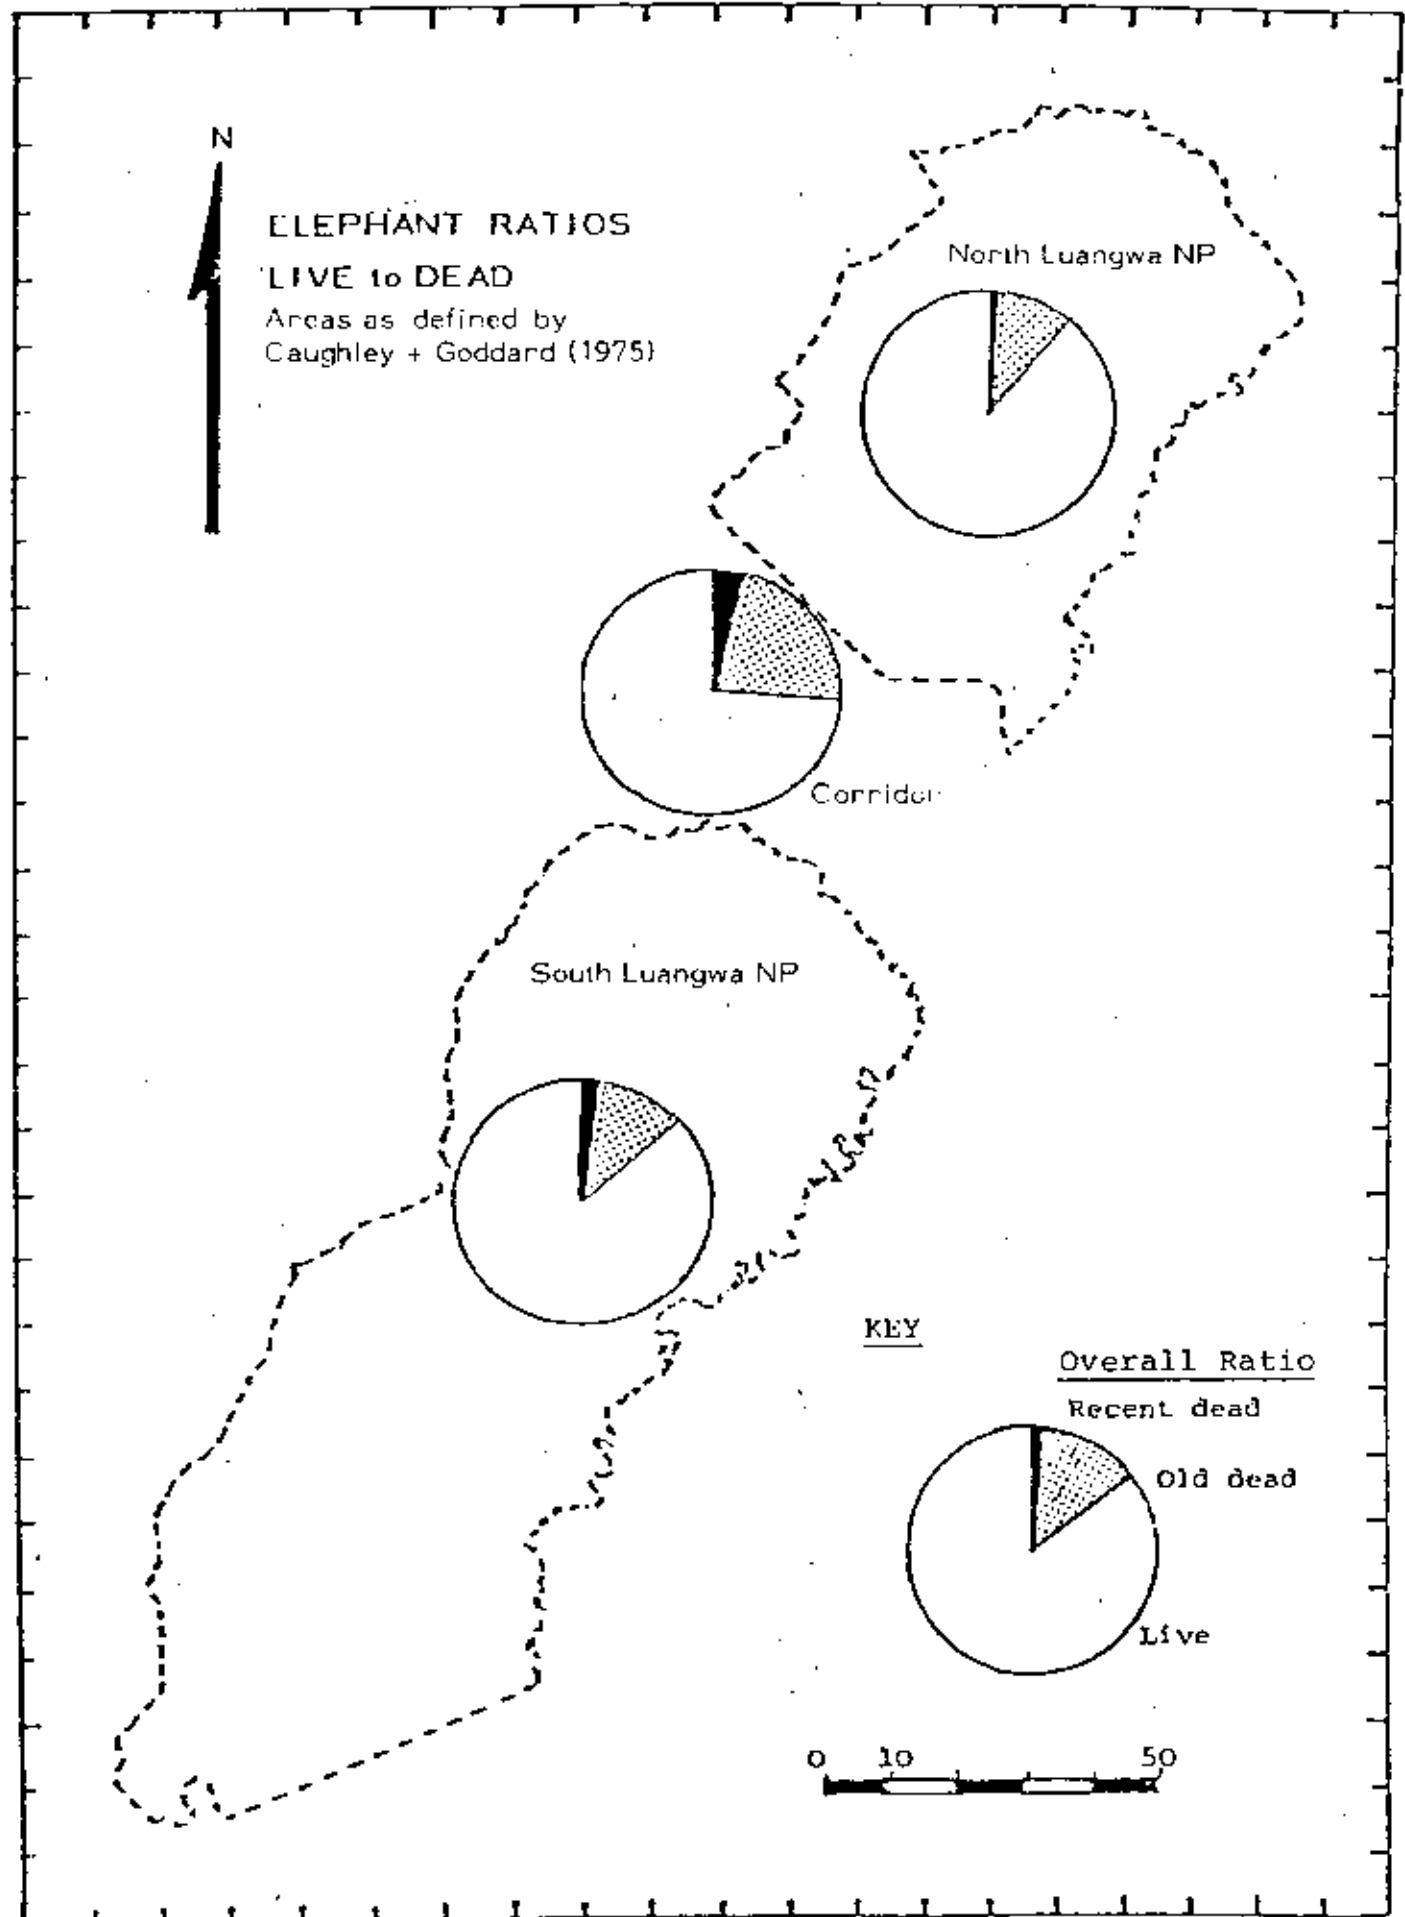 N
ELEPHANT RATIOS
LIVE to DEAD
Areas as defined by
Caughley + Goddard (1975)
North Luangwa NP
Corridor
South Luangwa NP
KEY
Overall Ratio
Recent dead
Old dead
Live
0 10 50